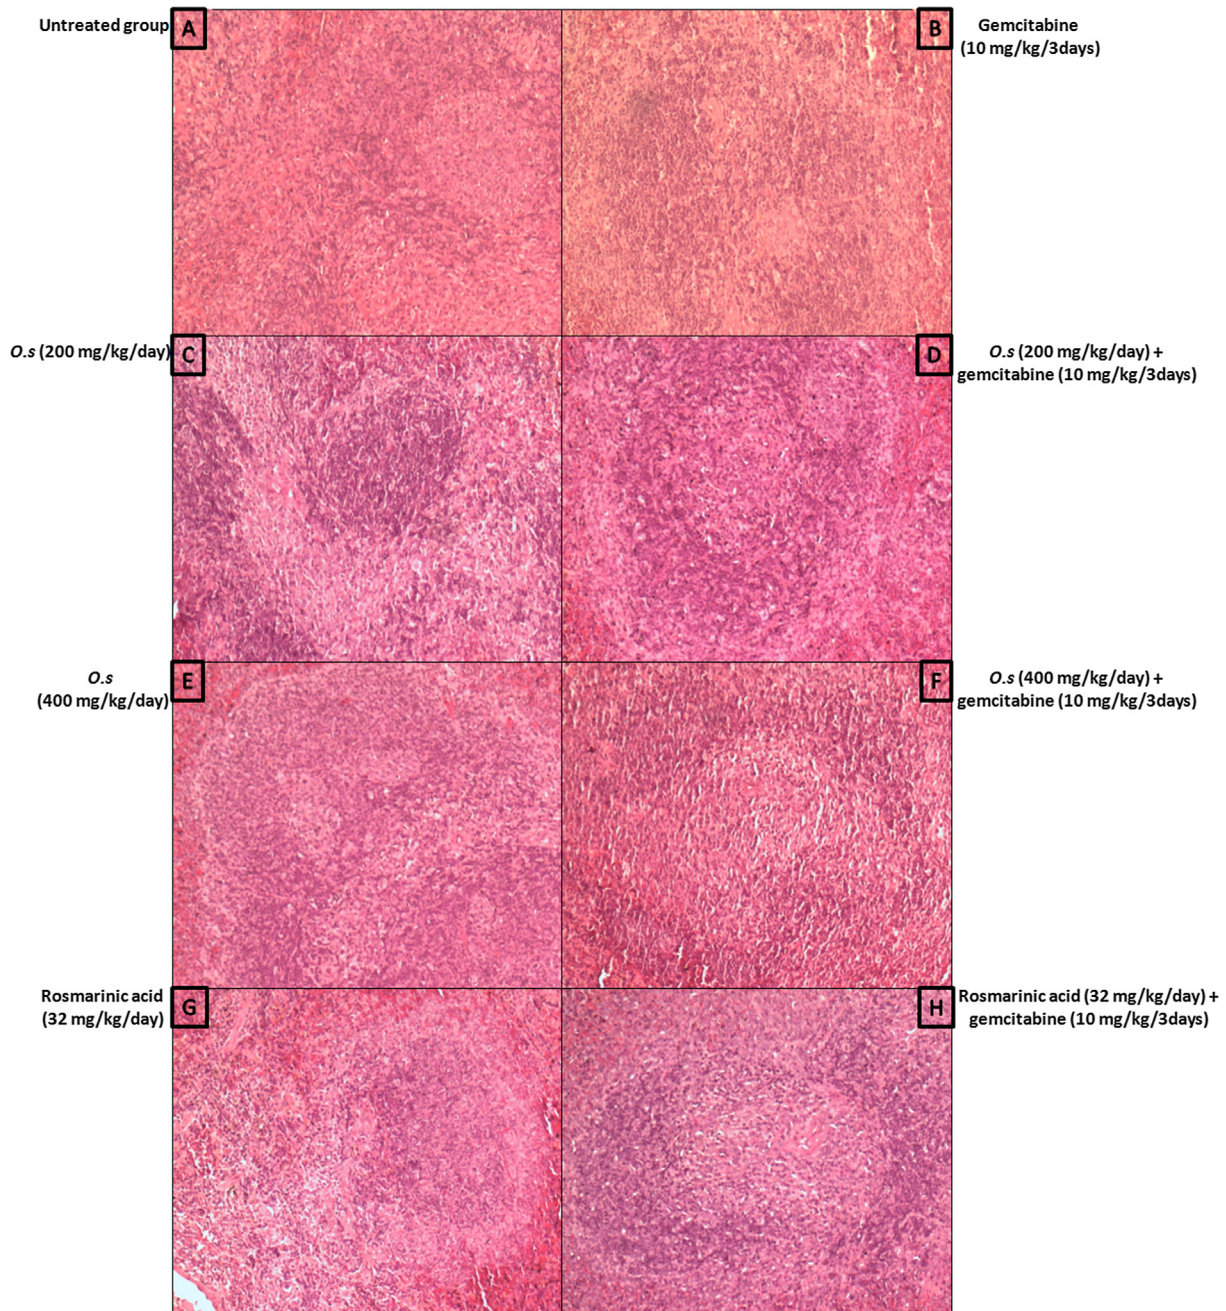 Untreated group
A
B
Gemcitabine
(10 mg/kg/3days)
O.s (200 mg/kg/day)
C
D
O.s (200 mg/kg/day) +
gemcitabine (10 mg/kg/3days)
O.s
(400 mg/kg/day)
E
F
O.s (400 mg/kg/day) +
gemcitabine (10 mg/kg/3days)
Rosmarinic acid
(32 mg/kg/day)
G
H
Rosmarinic acid (32 mg/kg/day) +
gemcitabine (10 mg/kg/3days)